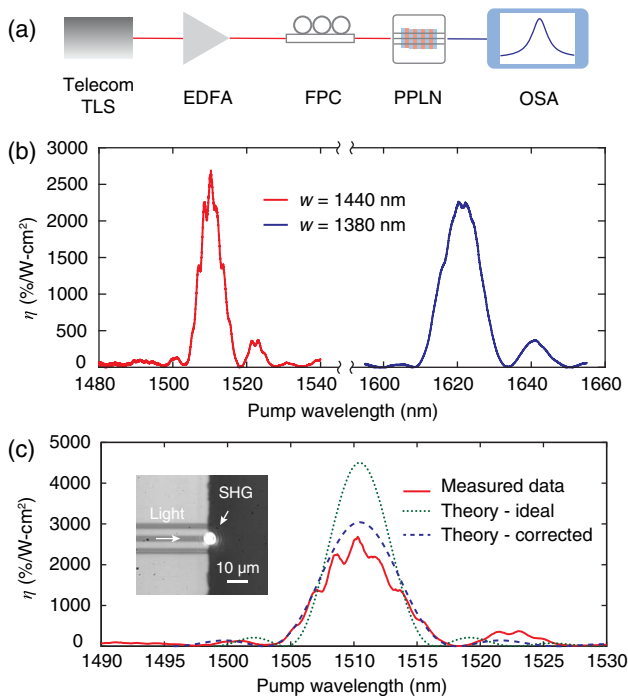 (a)
Telecom
TLS
EDFA
FPC
PPLN
OSA
(b)
3000
2500
2000
1500
1000
500
0
η (%/W-cm²)
w = 1440 nm
w = 1380 nm
1480 1500 1520 1540 1600 1620 1640 1660
Pump wavelength (nm)
(c)
5000
4000
3000
2000
1000
0
η (%/W-cm²)
SHG
Light
10 µm
Measured data
Theory - ideal
Theory - corrected
1490 1495 1500 1505 1510 1515 1520 1525 1530
Pump wavelength (nm)